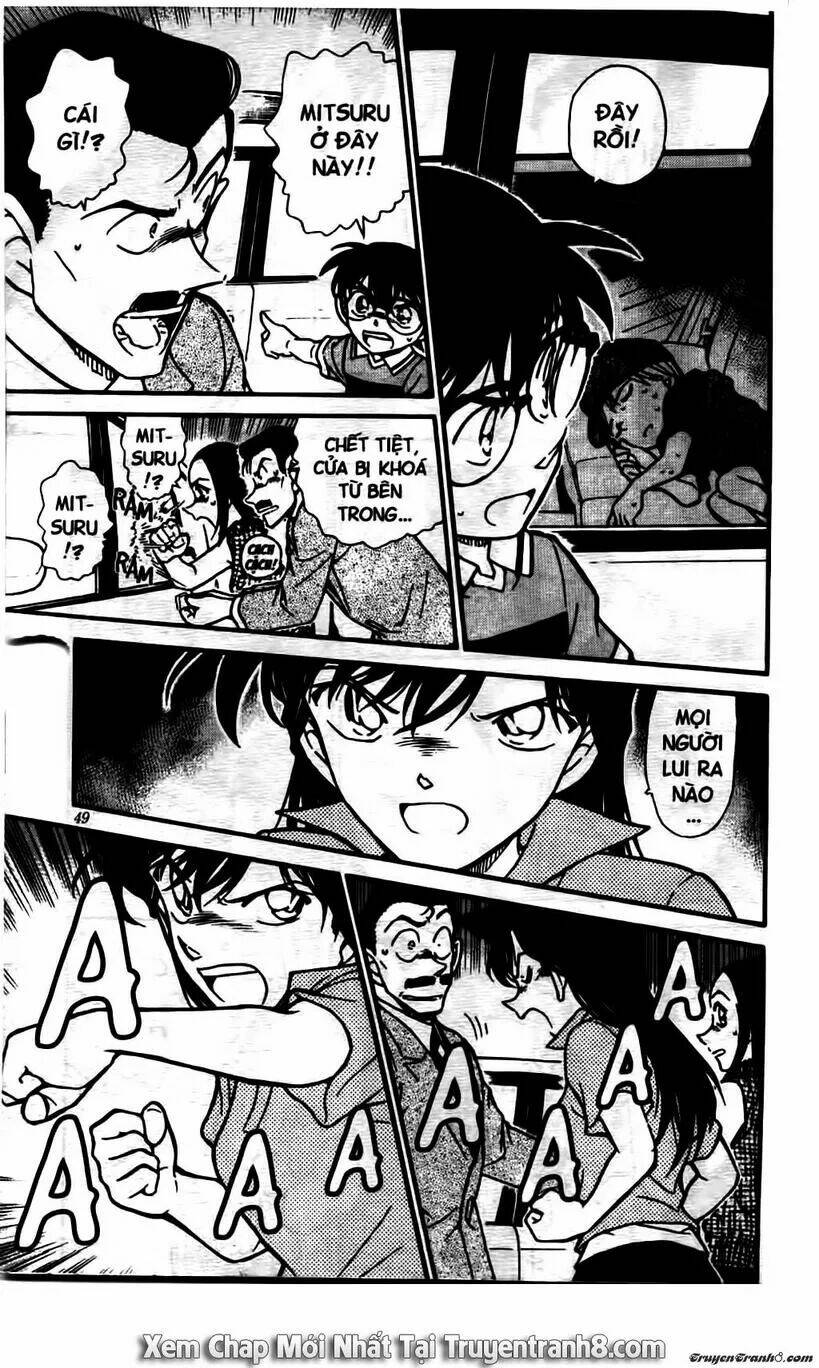 ĐÂY
RỒI!
MITSURU
Ở ĐÂY
NÀY!!
CÁI
GÌ!?
CHẾT TIỆT,
CỬA BỊ KHOÁ
TỪ BÊN
TRONG...
CẠCH
CẠCH!
MIT-
SURU
!?
RẦM
RẦM
MIT-
SURU
!?
MỌI
NGƯỜI
LUI RA
NÀO
...
49
A
A
A
A
A
A
A
A
A
Xem Chap Mới Nhất Tại Truyentranh8.com
TruyenTranh8.com